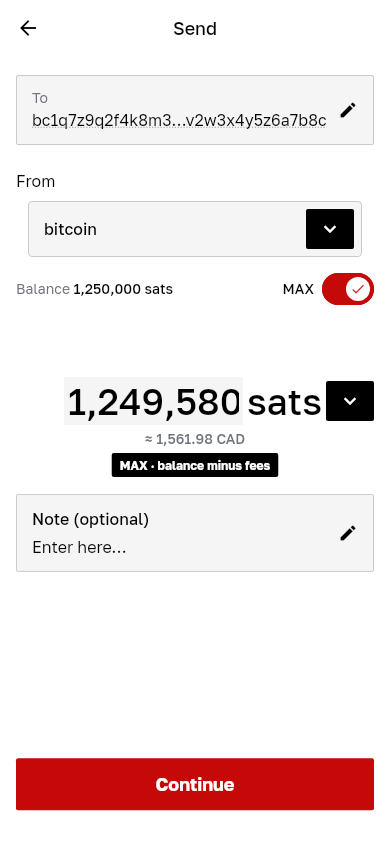 Send
To
bc1q7z9q2f4k8m3...v2w3x4y5z6a7b8c
From
bitcoin
Balance 1,250,000 sats
MAX
1,249,580 sats
≈ 1,561.98 CAD
MAX · balance minus fees
Note (optional)
Enter here...
Continue